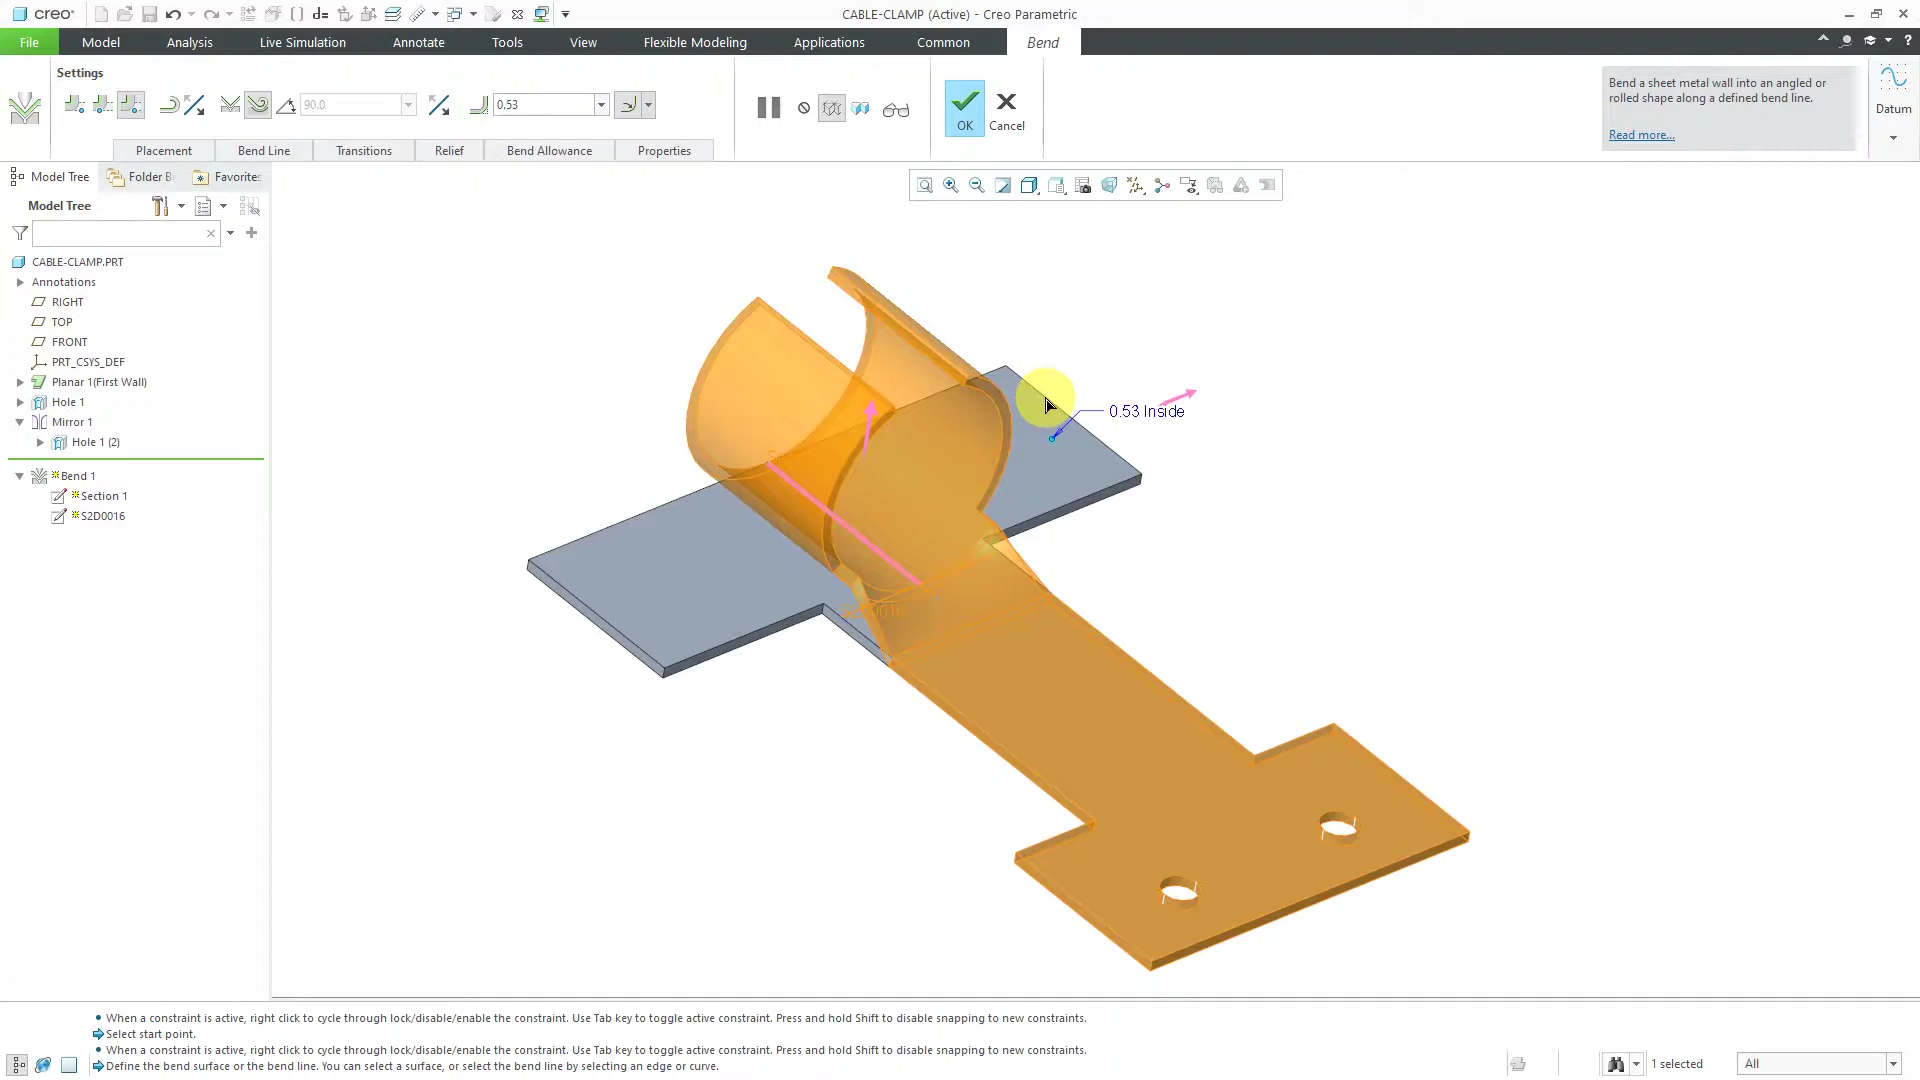 creo
CABLE-CLAMP (Active) - Creo Parametric
File
Model
Analysis
Live Simulation
Annotate
Tools
View
Flexible Modeling
Applications
Common
Bend
Settings
90.0
0.53
OK
Cancel
Bend a sheet metal wall into an angled or
rolled shape along a defined bend line.
Read more...
Datum
Placement
Bend Line
Transitions
Relief
Bend Allowance
Properties
Model Tree
Folder B
Favorites
Model Tree
CABLE-CLAMP.PRT
Annotations
RIGHT
TOP
FRONT
PRT_CSYS_DEF
Planar 1(First Wall)
Hole 1
Mirror 1
Hole 1 (2)
Bend 1
Section 1
S2D0016
0.53 Inside
When a constraint is active, right click to cycle through lock/disable/enable the constraint. Use Tab key to toggle active constraint. Press and hold Shift to disable snapping to new constraints.
Select start point.
When a constraint is active, right click to cycle through lock/disable/enable the constraint. Use Tab key to toggle active constraint. Press and hold Shift to disable snapping to new constraints.
Define the bend surface or the bend line. You can select a surface, or select the bend line by selecting an edge or curve.
1 selected
All